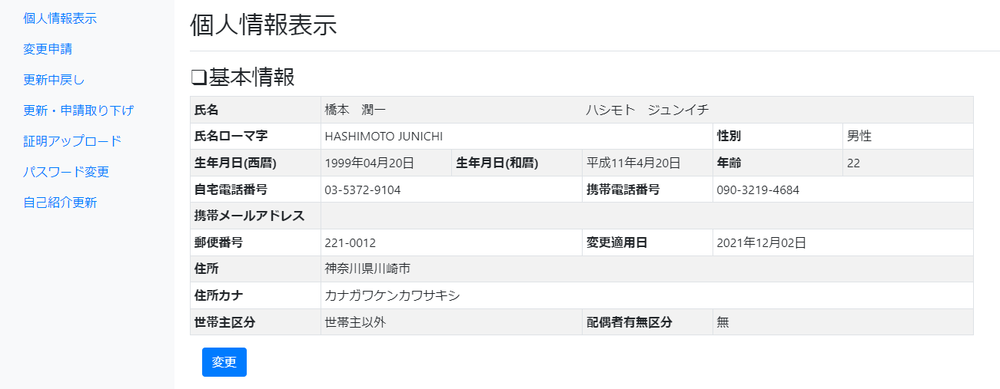 個人情報表示
変更申請
更新中戻し
更新・申請取り下げ
証明アップロード
パスワード変更
自己紹介更新
個人情報表示
❏基本情報
氏名 橋本　潤一 ハシモト　ジュンイチ
氏名ローマ字 HASHIMOTO JUNICHI 性別 男性
生年月日(西暦) 1999年04月20日 生年月日(和暦) 平成11年4月20日 年齢 22
自宅電話番号 03-5372-9104 携帯電話番号 090-3219-4684
携帯メールアドレス
郵便番号 221-0012 変更適用日 2021年12月02日
住所 神奈川県川崎市
住所カナ カナガワケンカワサキシ
世帯主区分 世帯主以外 配偶者有無区分 無
変更